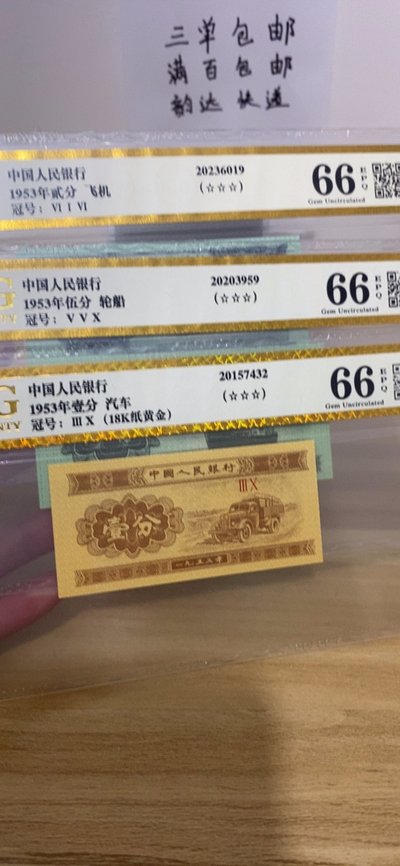 三单包邮
满百包邮
韵达快递
中国人民银行
1953年贰分 飞机
冠号: VI I VI
20236019
(☆☆☆)
66
EPQ
Gem Uncirculated
中国人民银行
1953年伍分 轮船
冠号: V V X
20203959
(☆☆☆)
66
Gem Uncirculated
G
NTY
中国人民银行
1953年壹分 汽车
冠号: III X (18K纸黄金)
20157432
(☆☆☆)
66
EPQ
Gem Uncirculated
中國人民銀行
III X
壹分
一九五三年